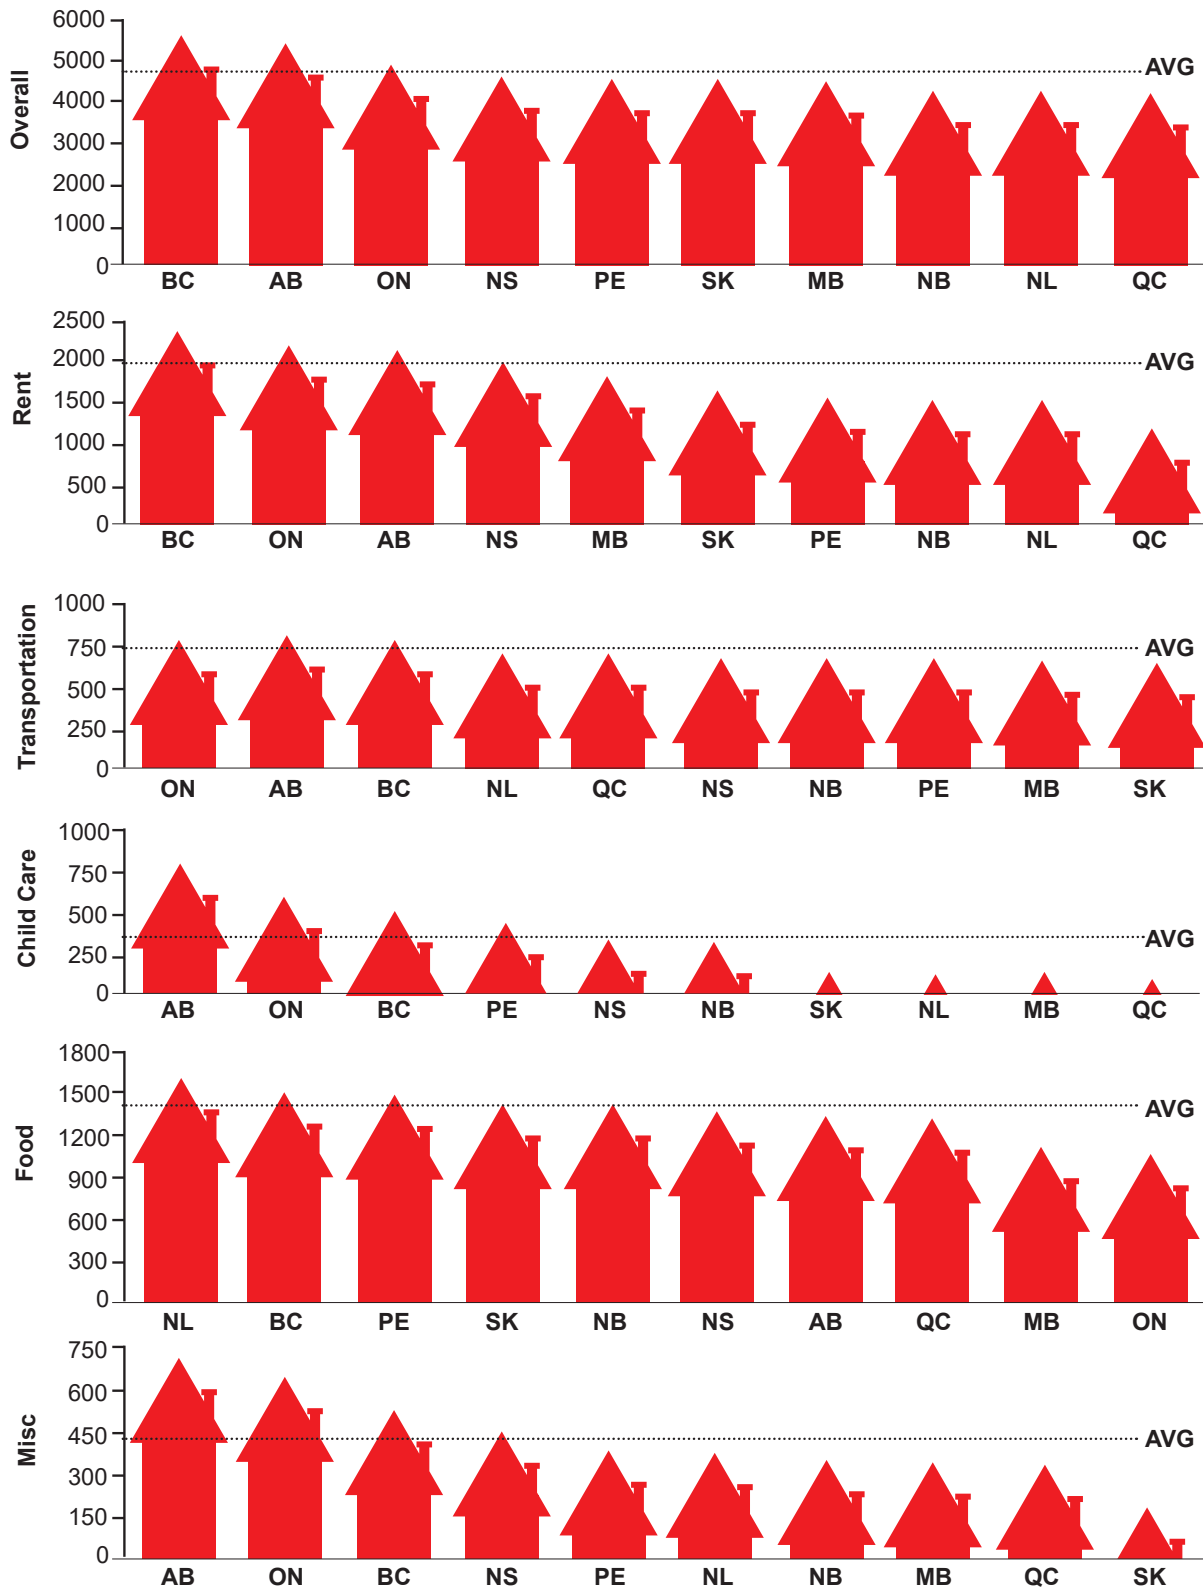 Overall
6000
5000
4000
3000
2000
1000
0
AVG
BC AB ON NS PE SK MB NB NL QC
Rent
2500
2000
1500
1000
500
0
AVG
BC ON AB NS MB SK PE NB NL QC
Transportation
1000
750
500
250
0
AVG
ON AB BC NL QC NS NB PE MB SK
Child Care
1000
750
500
250
0
AVG
AB ON BC PE NS NB SK NL MB QC
Food
1800
1500
1200
900
600
300
0
AVG
NL BC PE SK NB NS AB QC MB ON
Misc
750
600
450
300
150
0
AVG
AB ON BC NS PE NL NB MB QC SK